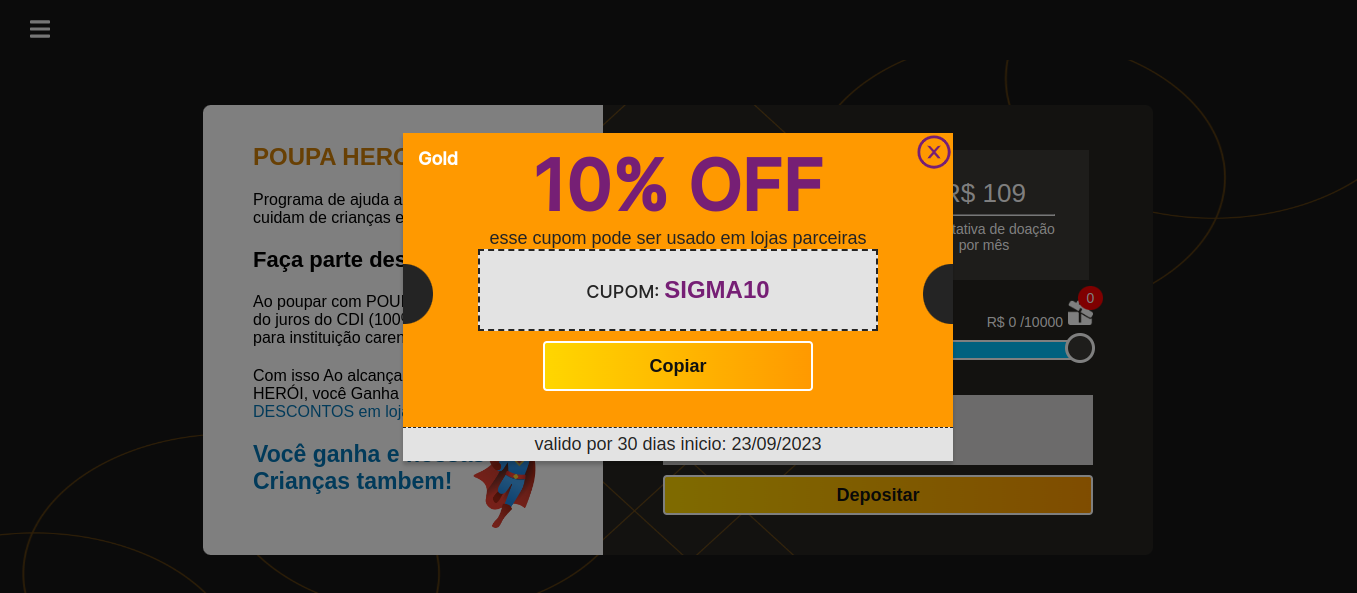 Gold
10% OFF
esse cupom pode ser usado em lojas parceiras
CUPOM: SIGMA10
Copiar
valido por 30 dias inicio: 23/09/2023
POUPA HERO
Programa de ajuda a
cuidam de crianças e
Faça parte des
Ao poupar com POU
do juros do CDI (100%
para instituição caren
Com isso Ao alcança
HERÓI, você Ganha
DESCONTOS em loja
Você ganha e
Crianças tambem!
R$ 109
tativa de doação
por mês
0
R$ 0 /10000
Depositar